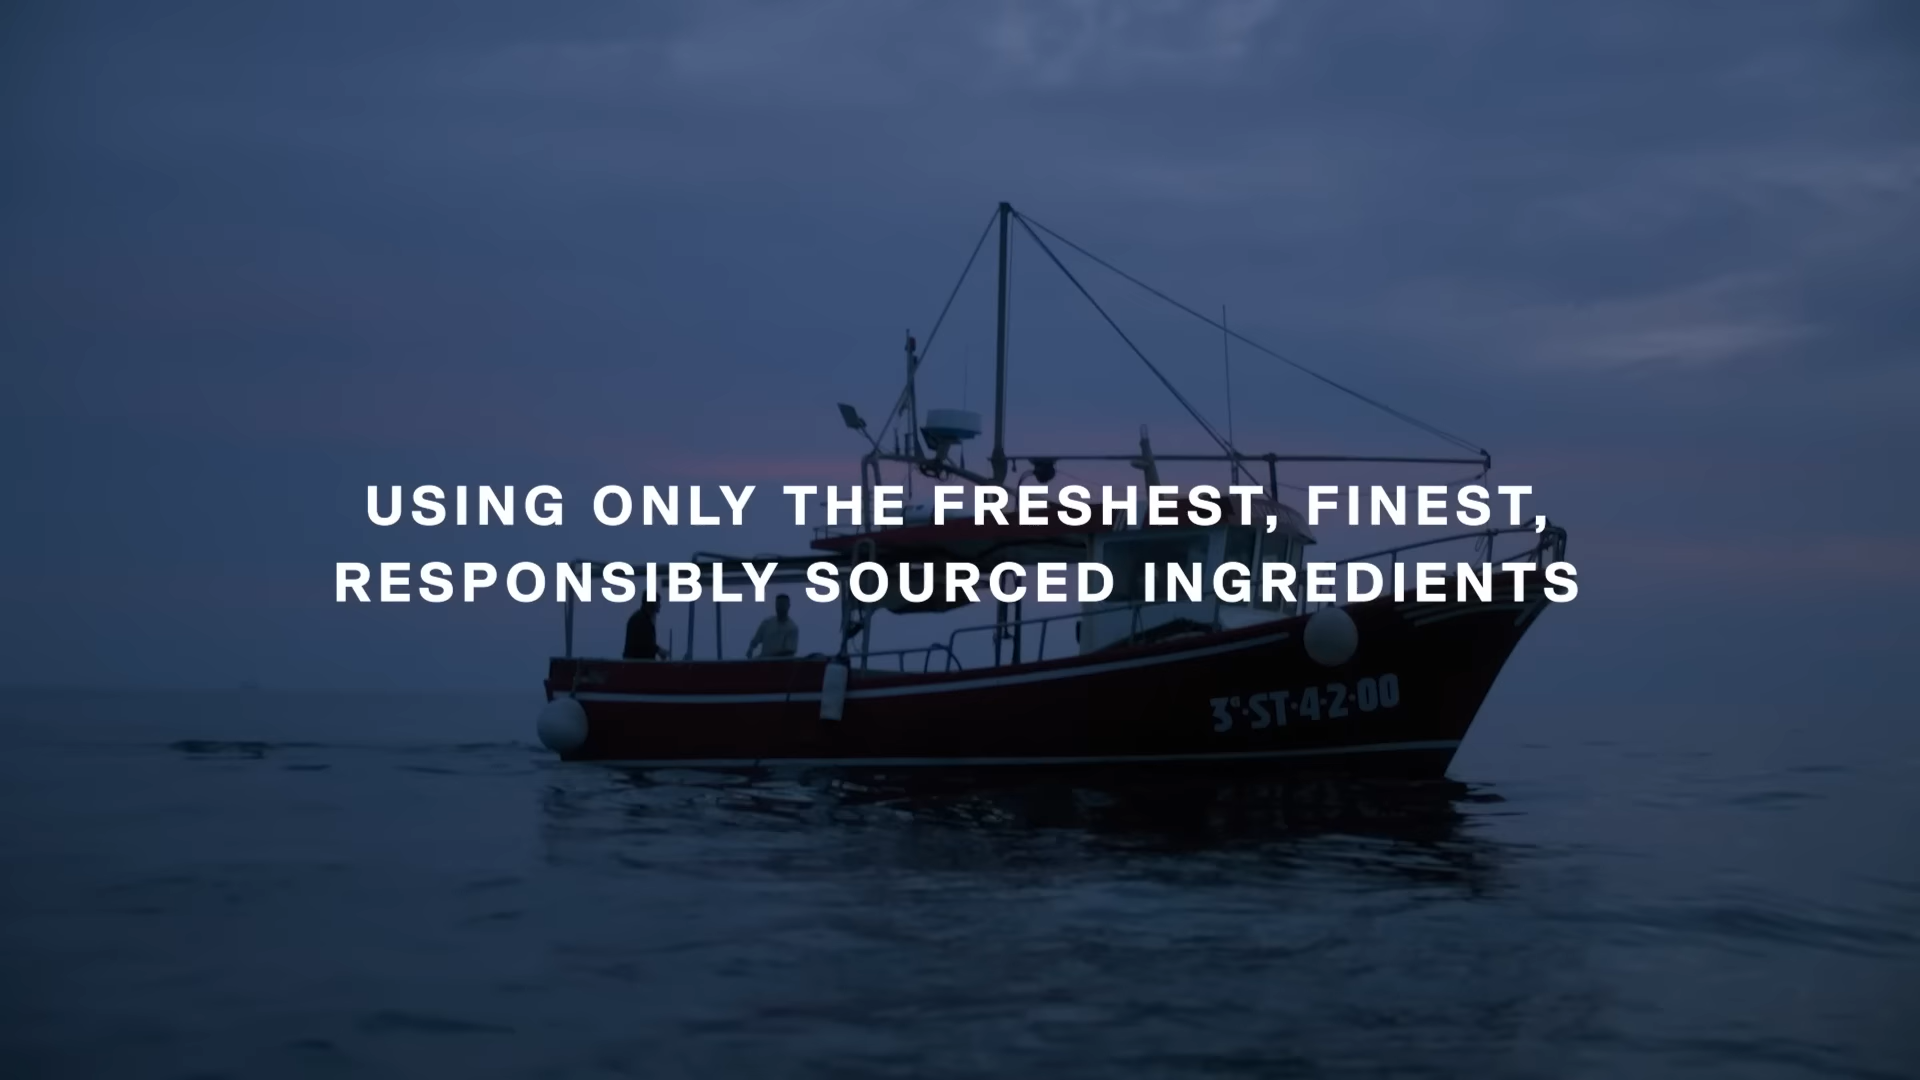 USING ONLY THE FRESHEST, FINEST,
RESPONSIBLY SOURCED INGREDIENTS
3ª·ST·4·2·00